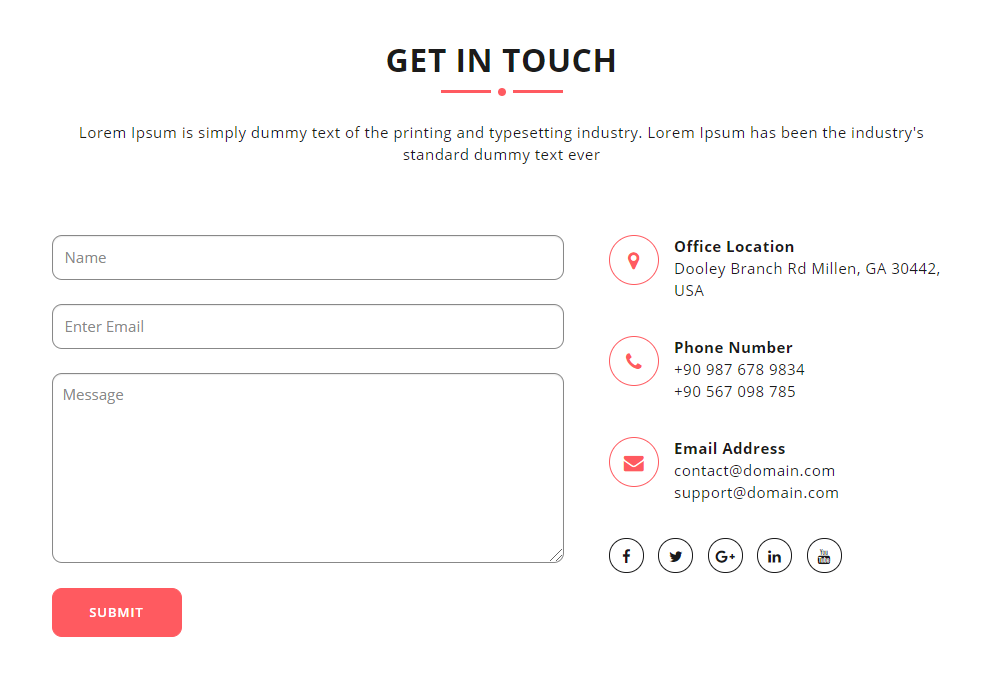 GET IN TOUCH
Lorem Ipsum is simply dummy text of the printing and typesetting industry. Lorem Ipsum has been the industry's
standard dummy text ever
Name
Enter Email
Message
SUBMIT
Office Location
Dooley Branch Rd Millen, GA 30442,
USA
Phone Number
+90 987 678 9834
+90 567 098 785
Email Address
contact@domain.com
support@domain.com
f
G+
in
You
Tube